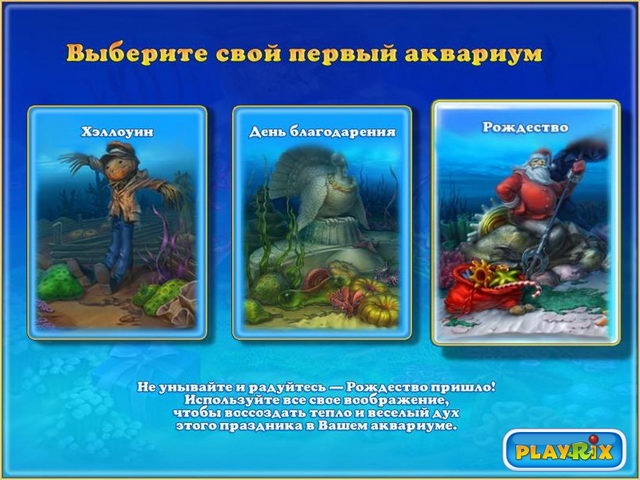 Выберите свой первый аквариум
Хэллоуин
День благодарения
Рождество
Не унывайте и радуйтесь — Рождество пришло!
Используйте все свое воображение,
чтобы воссоздать тепло и веселый дух
этого праздника в Вашем аквариуме.
PLAYRIX